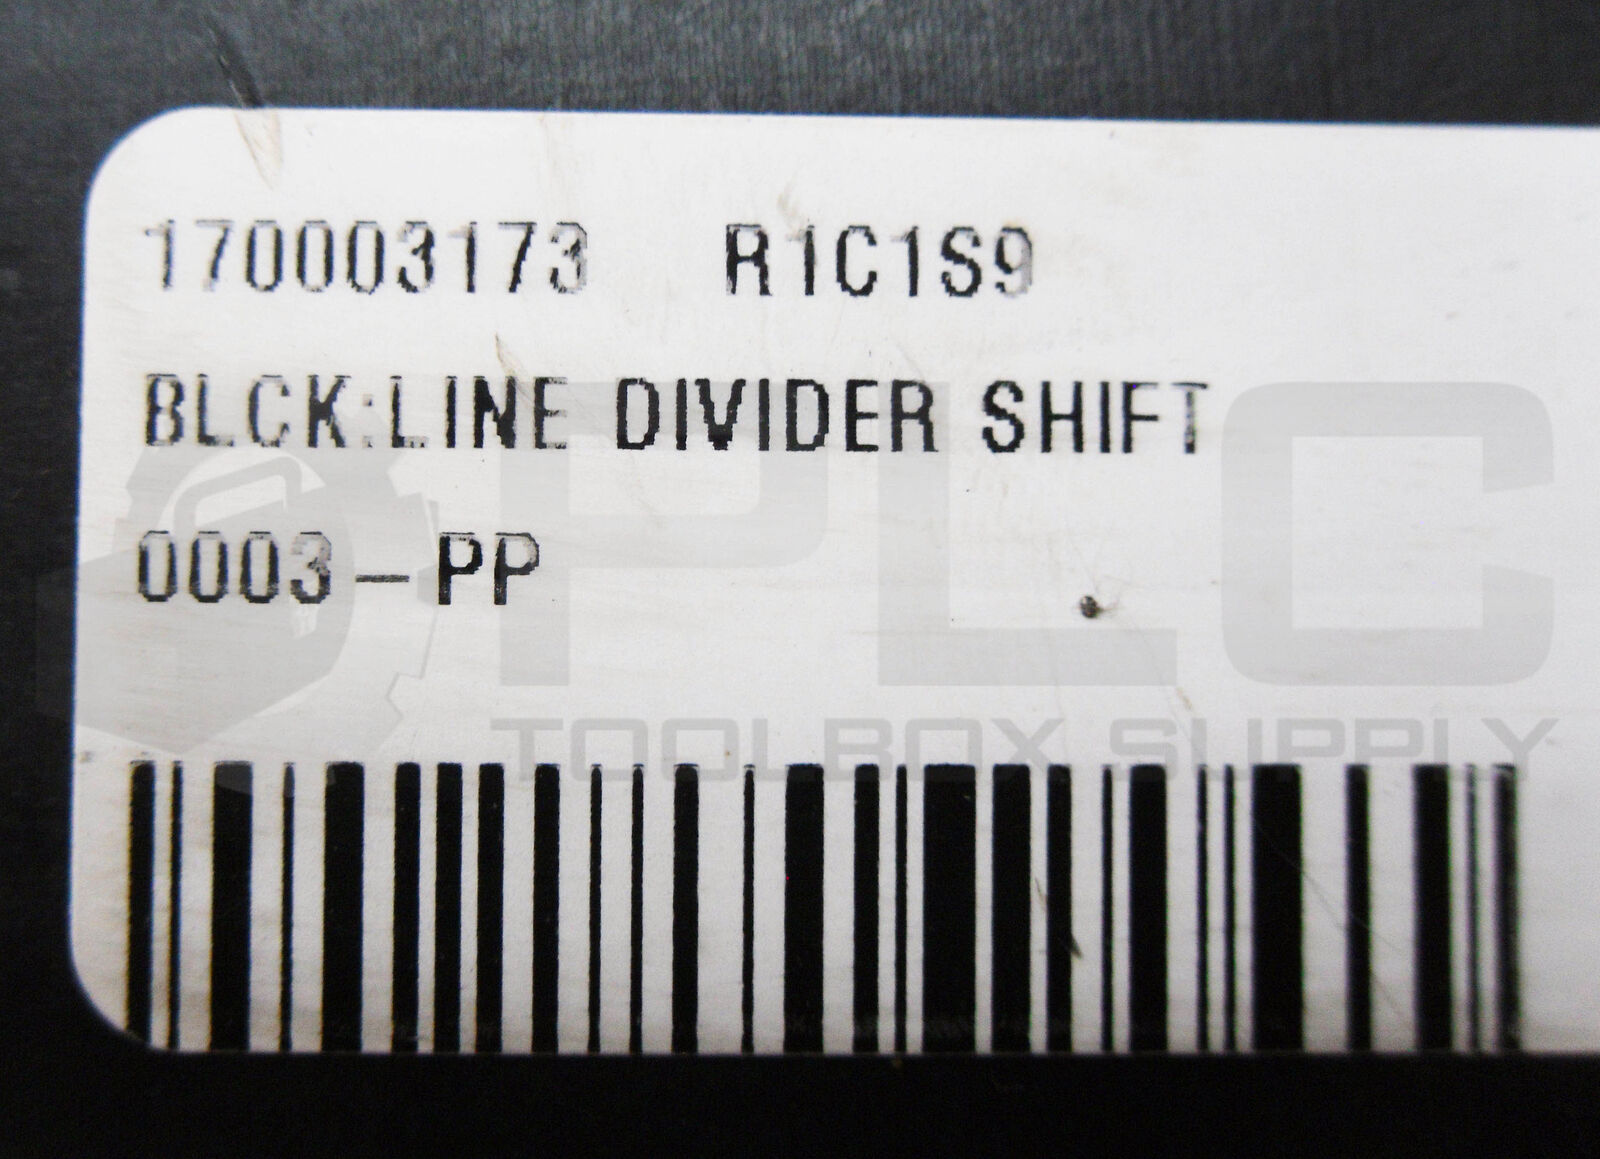 170003173 R1C1S9
BLCK:LINE DIVIDER SHIFT
0003-PP
PLC
TOOLBOX SUPPLY